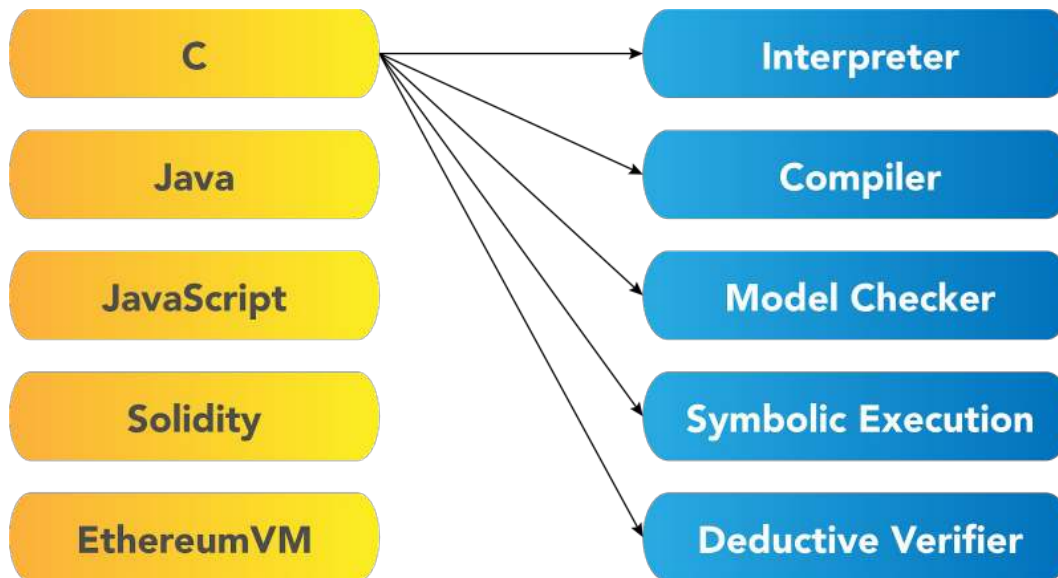 C
Interpreter
Java
Compiler
JavaScript
Model Checker
Solidity
Symbolic Execution
EthereumVM
Deductive Verifier